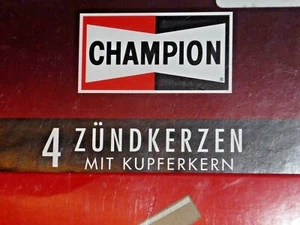 CHAMPION
®
4 ZÜNDKERZEN
MIT KUPFERKERN